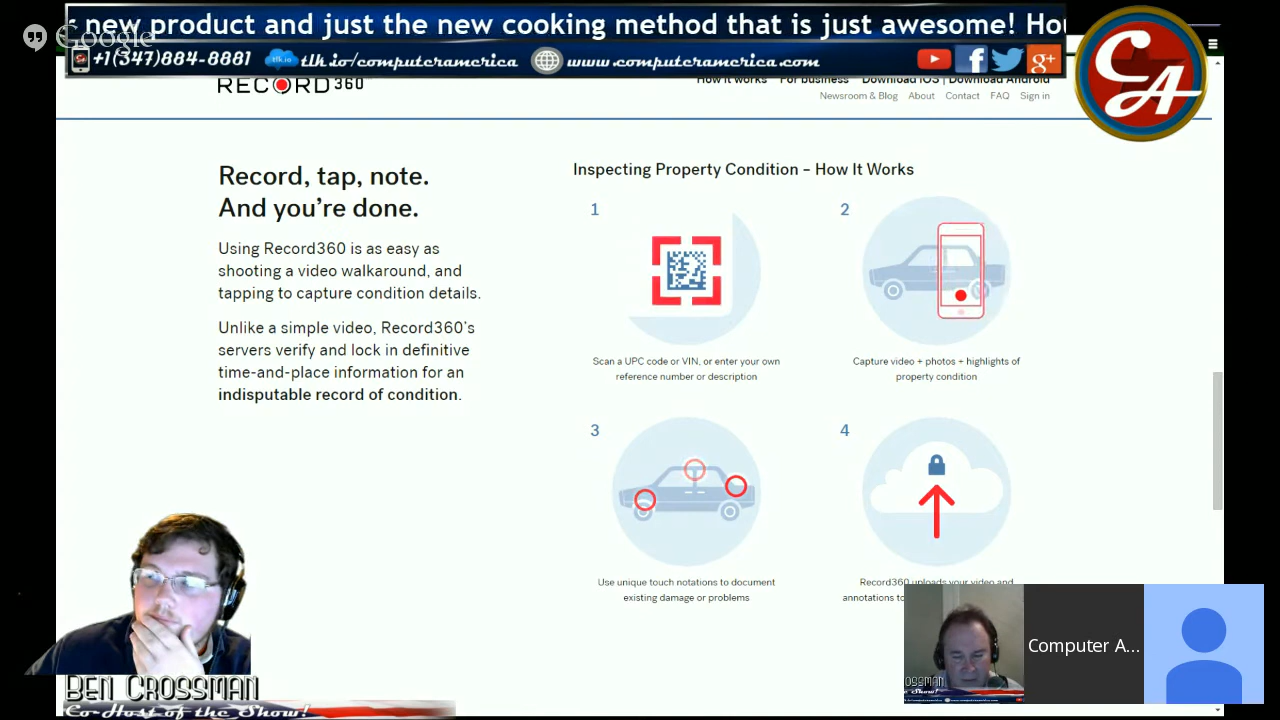 r new product and just the new cooking method that is just awesome! Ho
Google
+1(347)884-8881 tlk.io tlk.io/computeramerica www.computeramerica.com
CA
RECORD360
How it works For business Download iOS | Download Android
Newsroom & Blog About Contact FAQ Sign in
Record, tap, note.
And you're done.
Using Record360 is as easy as
shooting a video walkaround, and
tapping to capture condition details.
Unlike a simple video, Record360's
servers verify and lock in definitive
time-and-place information for an
indisputable record of condition.
Inspecting Property Condition – How It Works
1
2
Scan a UPC code or VIN, or enter your own
reference number or description
Capture video + photos + highlights of
property condition
3
4
Use unique touch notations to document
existing damage or problems
Record360 uploads your video and
annotations to
Computer A...
BEN CROSSMAN
Co-Host of the Show!